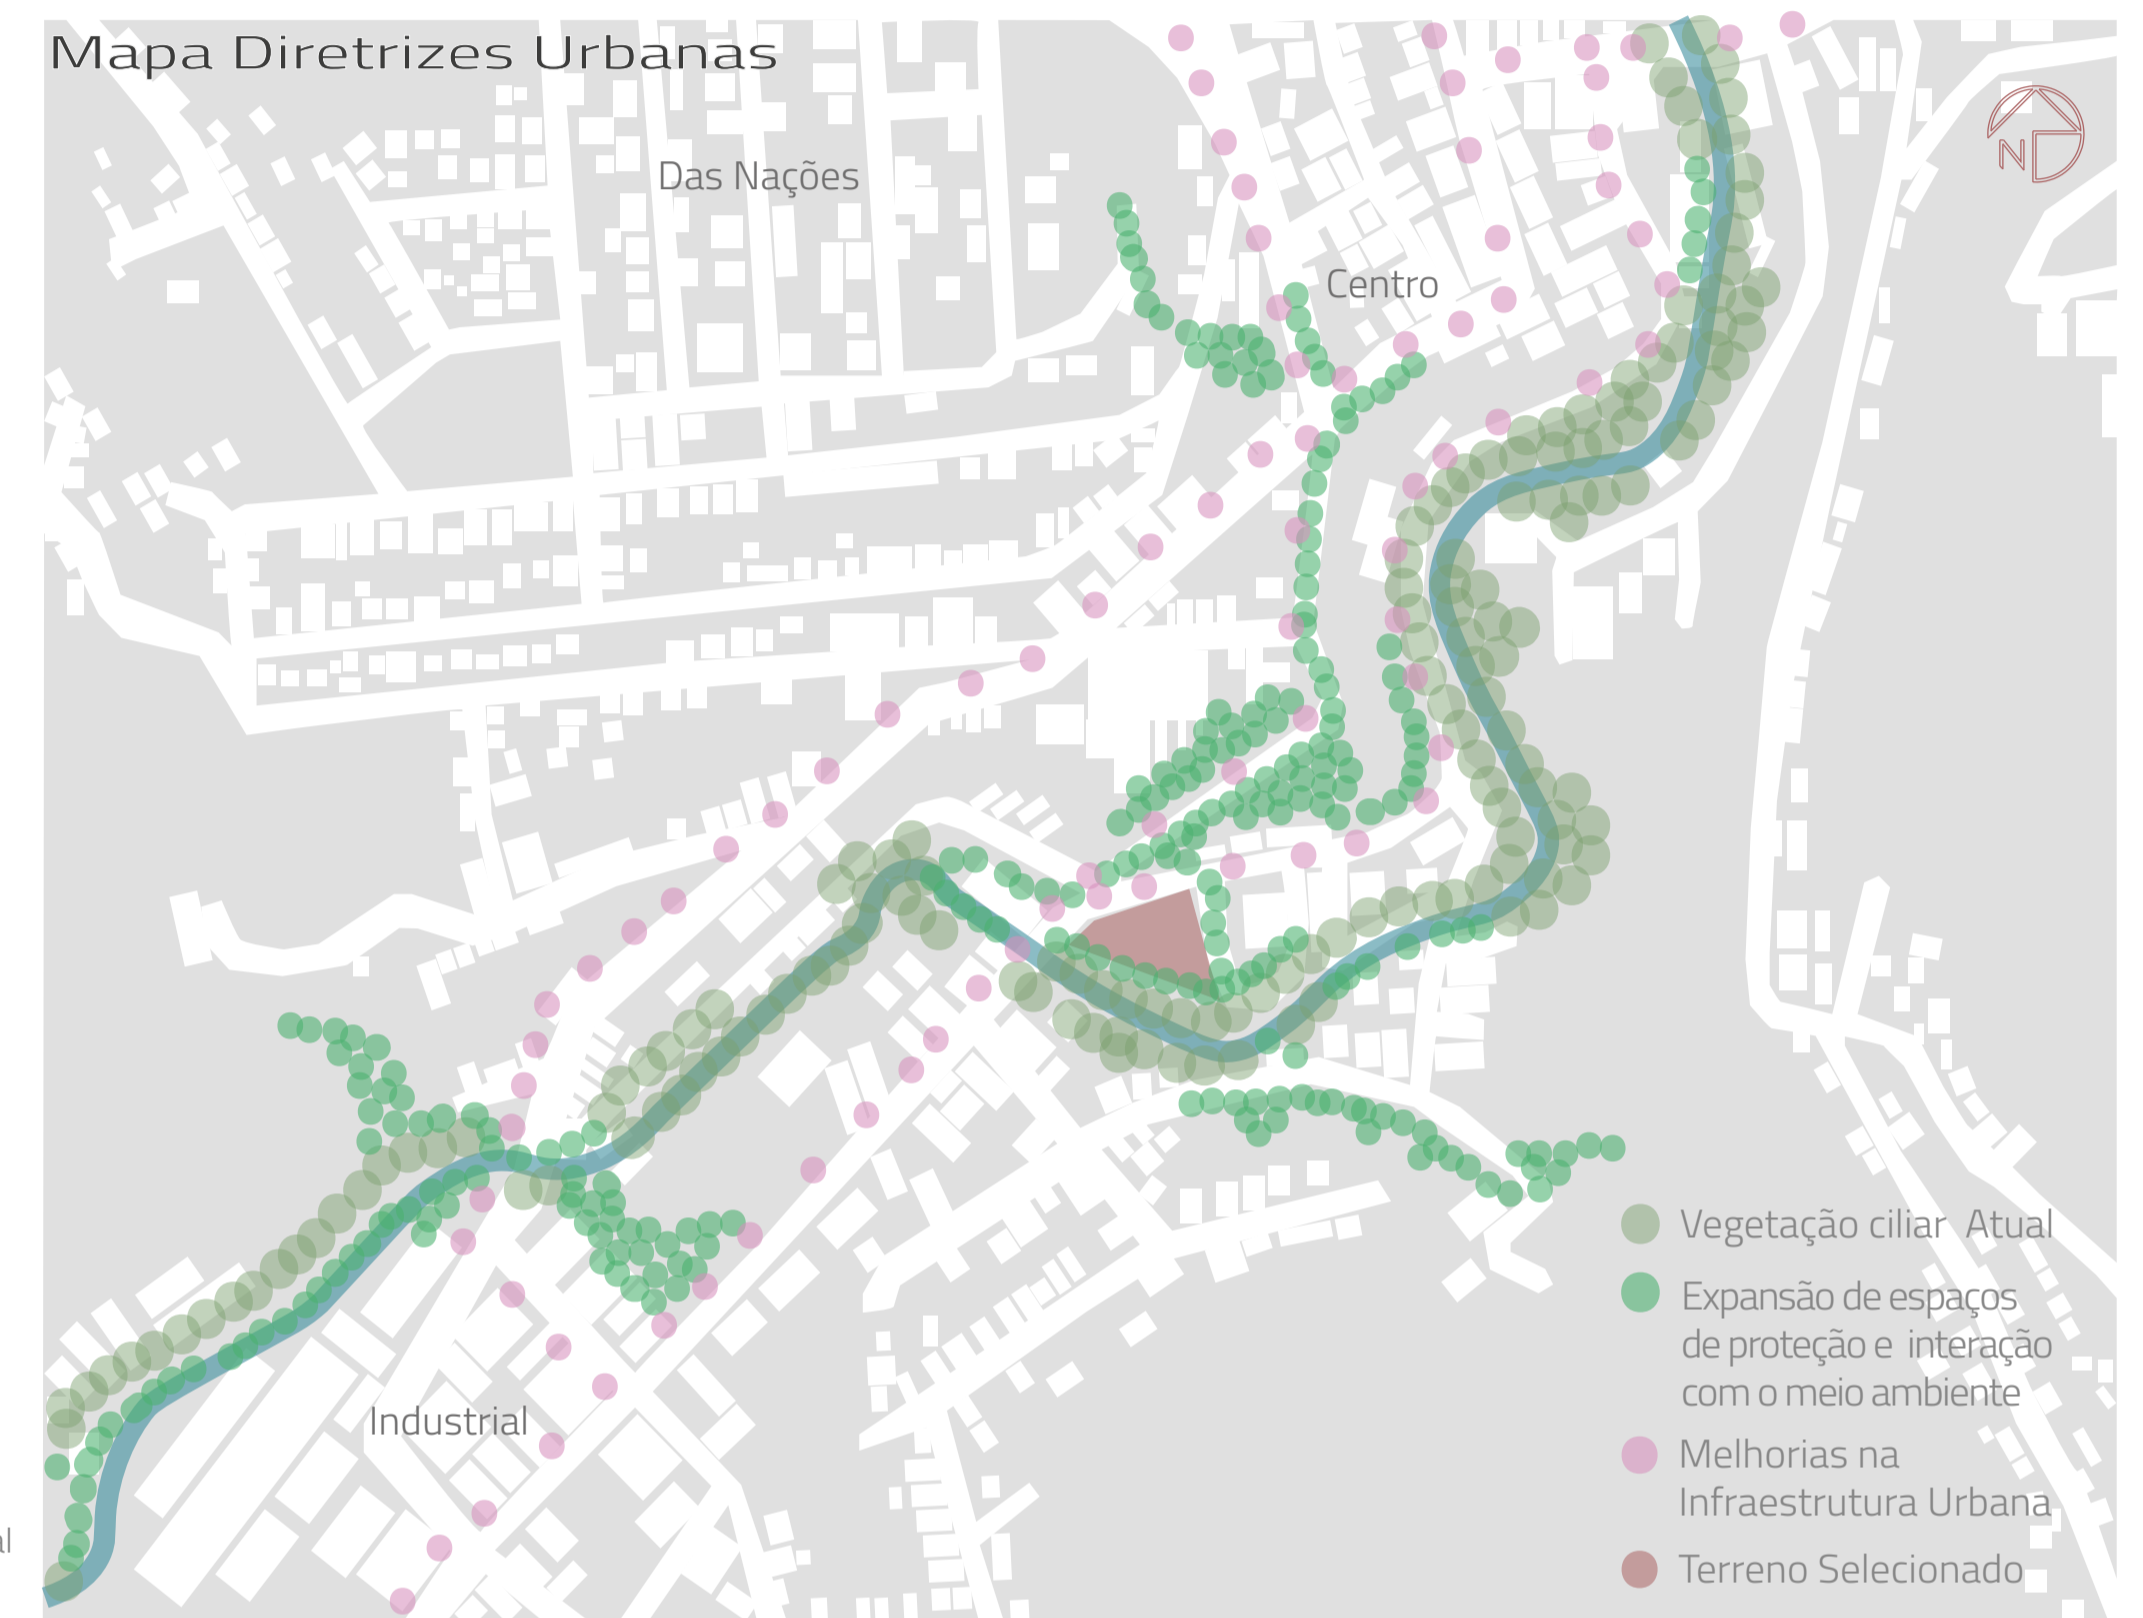 Mapa Diretrizes Urbanas
N
Das Nações
Centro
Industrial
al
Vegetação ciliar Atual
Expansão de espaços
de proteção e interação
com o meio ambiente
Melhorias na
Infraestrutura Urbana
Terreno Selecionado